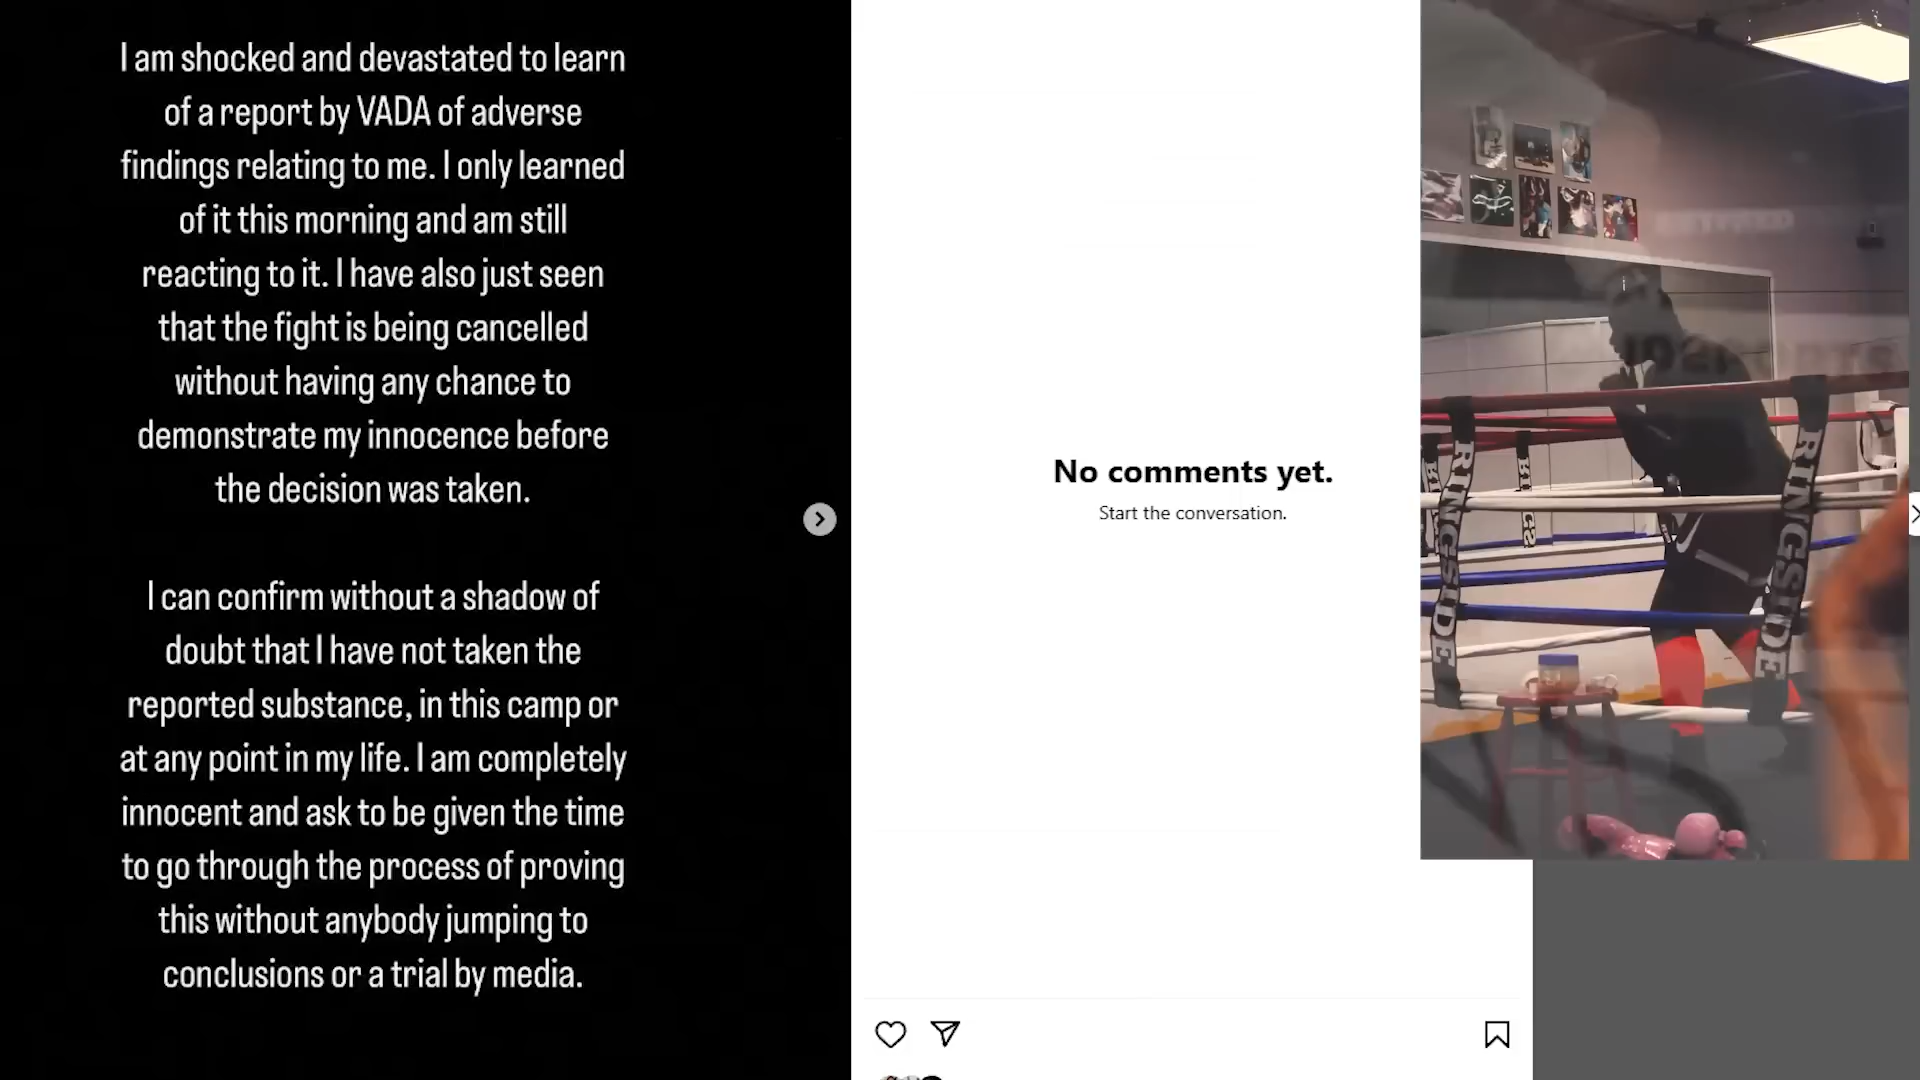 I am shocked and devastated to learn
of a report by VADA of adverse
findings relating to me. I only learned
of it this morning and am still
reacting to it. I have also just seen
that the fight is being cancelled
without having any chance to
demonstrate my innocence before
the decision was taken.
I can confirm without a shadow of
doubt that I have not taken the
reported substance, in this camp or
at any point in my life. I am completely
innocent and ask to be given the time
to go through the process of proving
this without anybody jumping to
conclusions or a trial by media.
No comments yet.
Start the conversation.
RINGSIDE
RINGSIDE